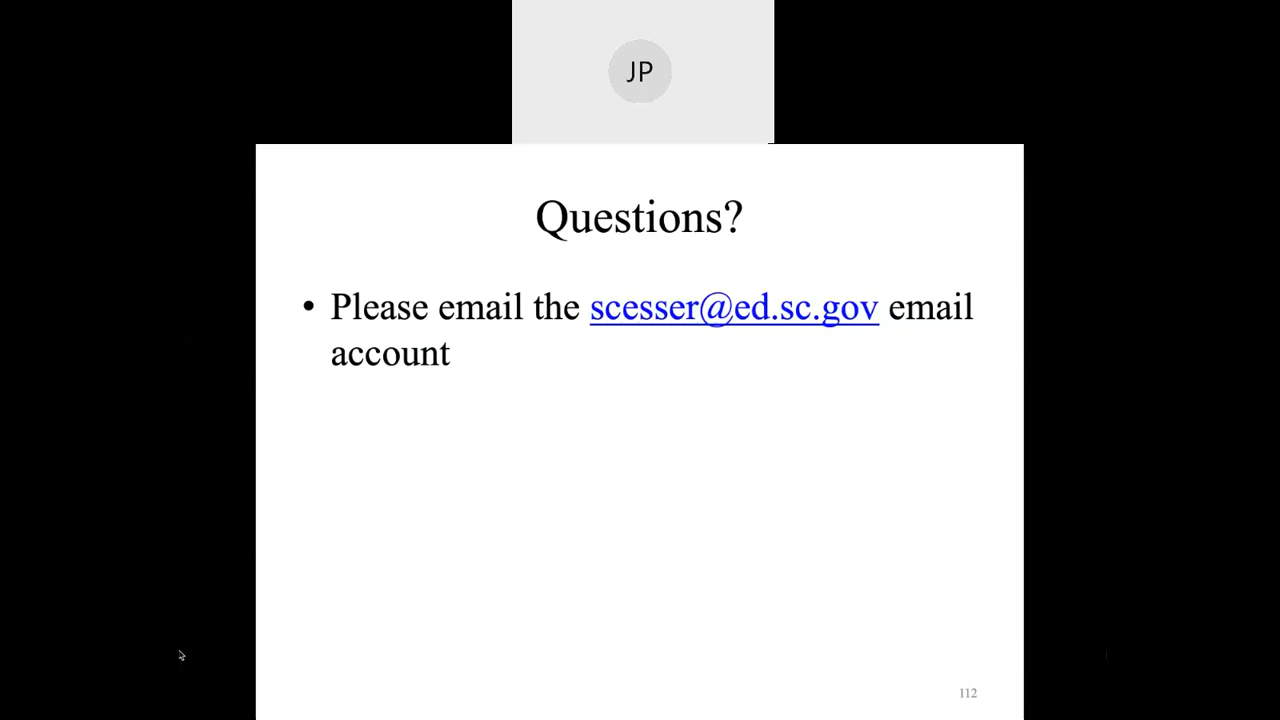 JP
Questions?
• Please email the scesser@ed.sc.gov email
account
112